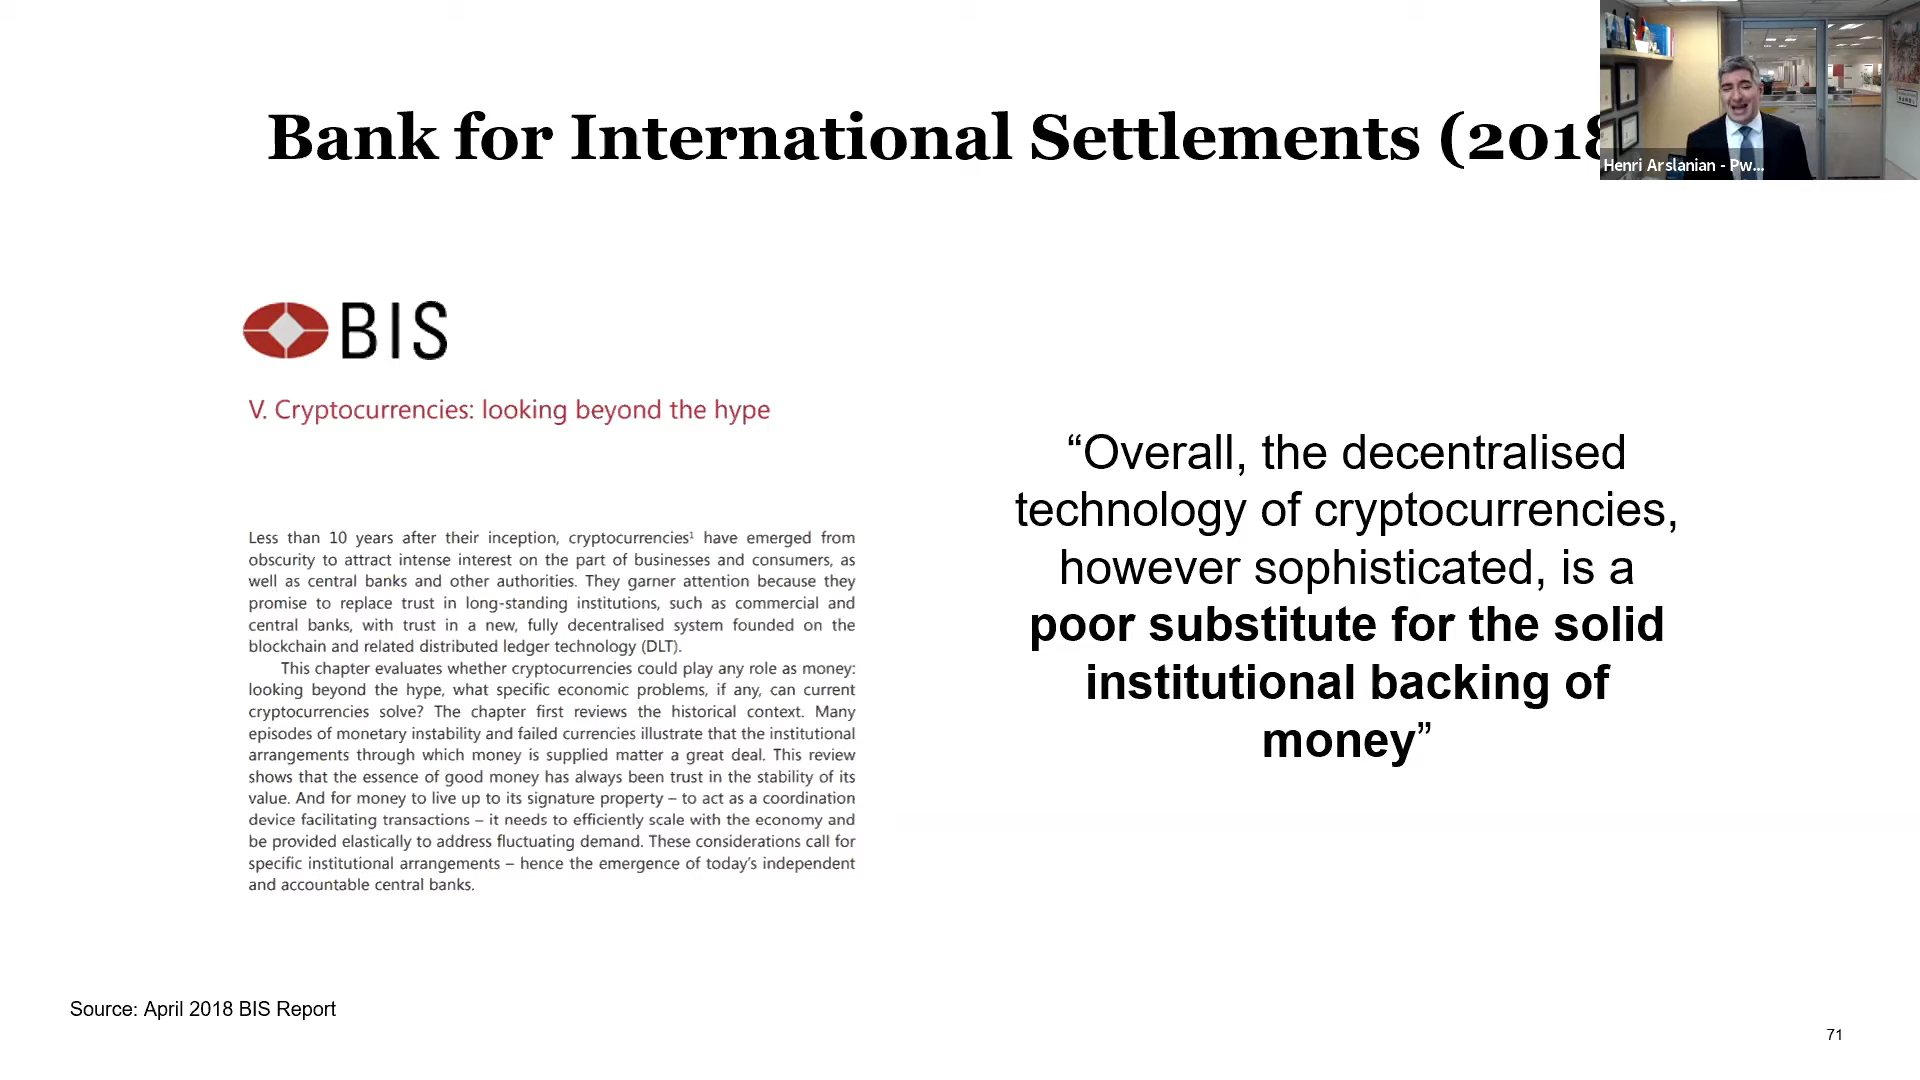 Bank for International Settlements (2018
Henri Arslanian - Pw...
BIS
V. Cryptocurrencies: looking beyond the hype
Less than 10 years after their inception, cryptocurrencies¹ have emerged from
obscurity to attract intense interest on the part of businesses and consumers, as
well as central banks and other authorities. They garner attention because they
promise to replace trust in long-standing institutions, such as commercial and
central banks, with trust in a new, fully decentralised system founded on the
blockchain and related distributed ledger technology (DLT).
This chapter evaluates whether cryptocurrencies could play any role as money:
looking beyond the hype, what specific economic problems, if any, can current
cryptocurrencies solve? The chapter first reviews the historical context. Many
episodes of monetary instability and failed currencies illustrate that the institutional
arrangements through which money is supplied matter a great deal. This review
shows that the essence of good money has always been trust in the stability of its
value. And for money to live up to its signature property – to act as a coordination
device facilitating transactions – it needs to efficiently scale with the economy and
be provided elastically to address fluctuating demand. These considerations call for
specific institutional arrangements – hence the emergence of today's independent
and accountable central banks.
“Overall, the decentralised
technology of cryptocurrencies,
however sophisticated, is a
poor substitute for the solid
institutional backing of
money”
Source: April 2018 BIS Report
71